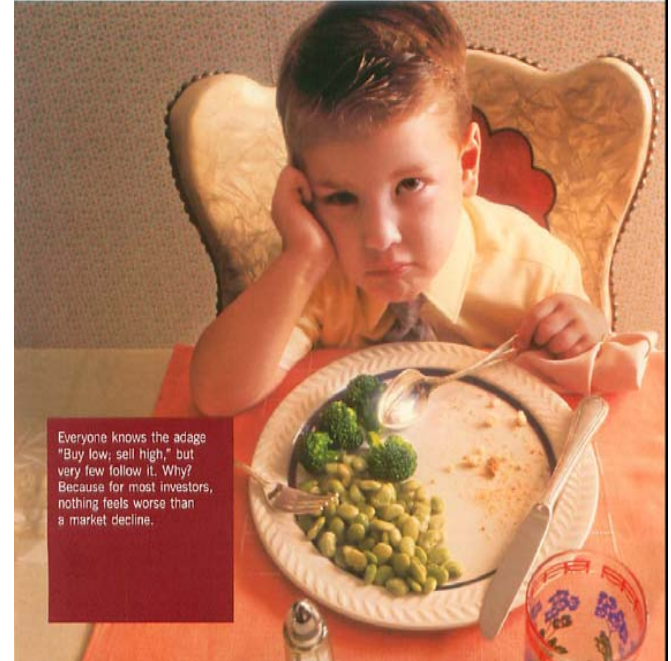 Everyone knows the adage
"Buy low; sell high," but
very few follow it. Why?
Because for most investors,
nothing feels worse than
a market decline.